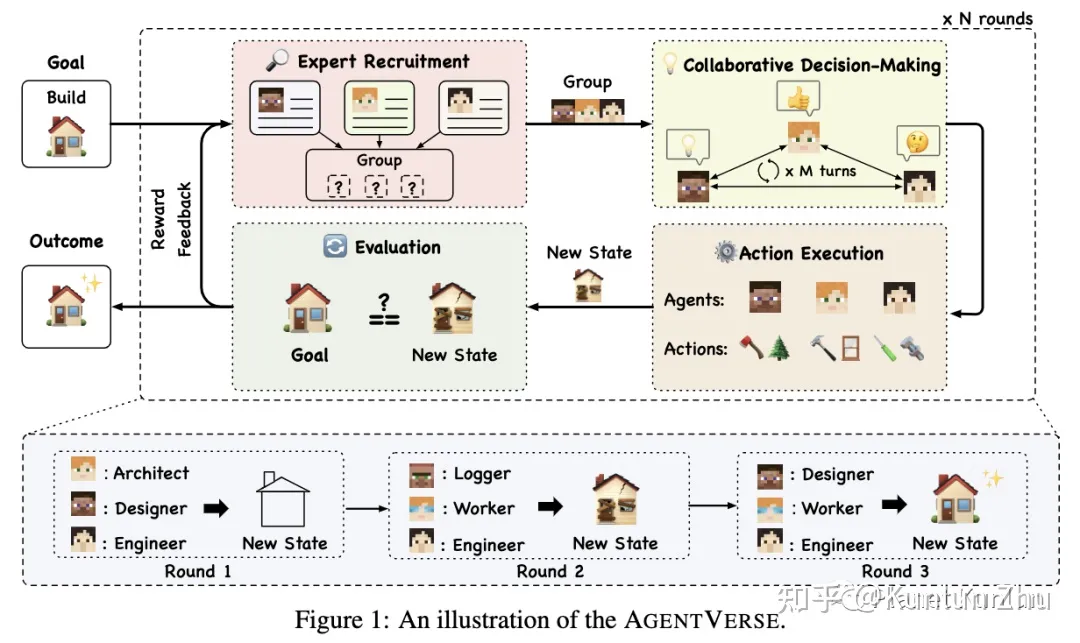 x N rounds
Goal
Build
Outcome
Reward
Feedback
Expert Recruitment
Group
? ? ?
Group
Collaborative Decision-Making
x M turns
Evaluation
?
==
Goal
New State
New State
Action Execution
Agents:
Actions:
: Architect
: Designer
: Engineer
New State
Round 1
: Logger
: Worker
: Engineer
New State
Round 2
: Designer
: Worker
: Engineer
New State
Round 3
知乎
Figure 1: An illustration of the AGENTVERSE.